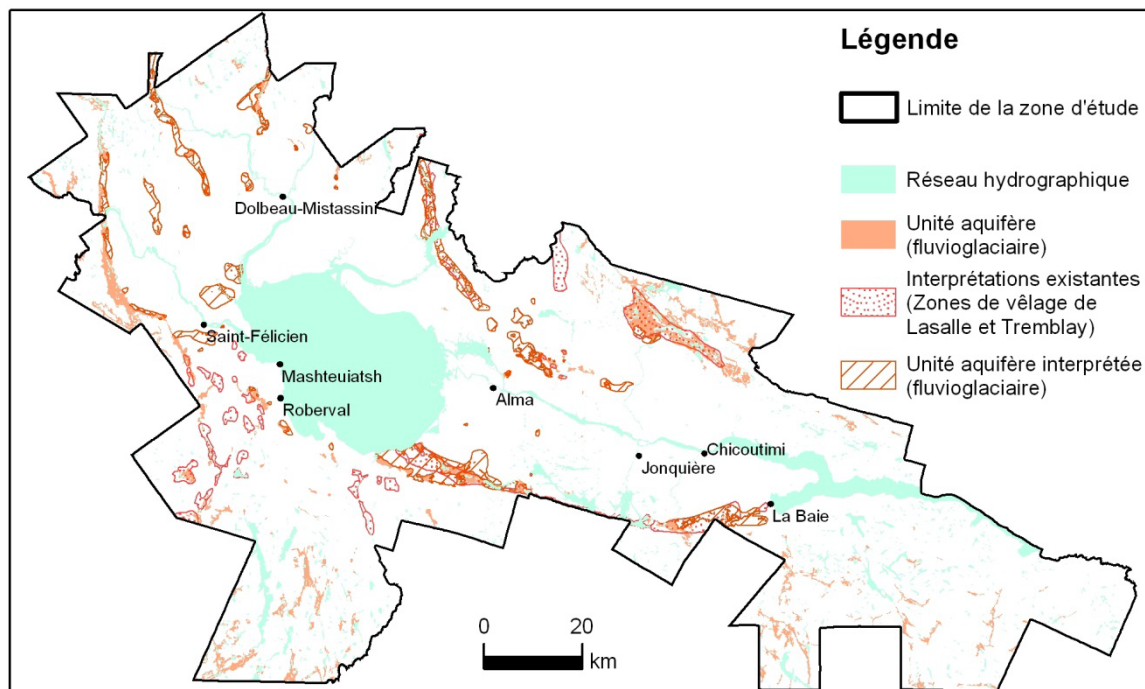 Légende
Limite de la zone d'étude
Réseau hydrographique
Unité aquifère
(fluvioglaciaire)
Interprétations existantes
(Zones de vêlage de
Lasalle et Tremblay)
Unité aquifère interprétée
(fluvioglaciaire)
Dolbeau-Mistassini
Saint-Félicien
Mashteuiatsh
Roberval
Alma
Chicoutimi
Jonquière
La Baie
0 20
km